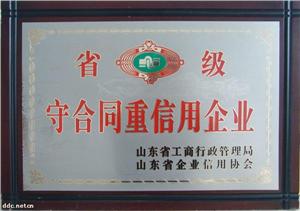 省 级
守合同重信用企业
山东省工商行政管理局
山东省企业信用协会
ddc.net.cn